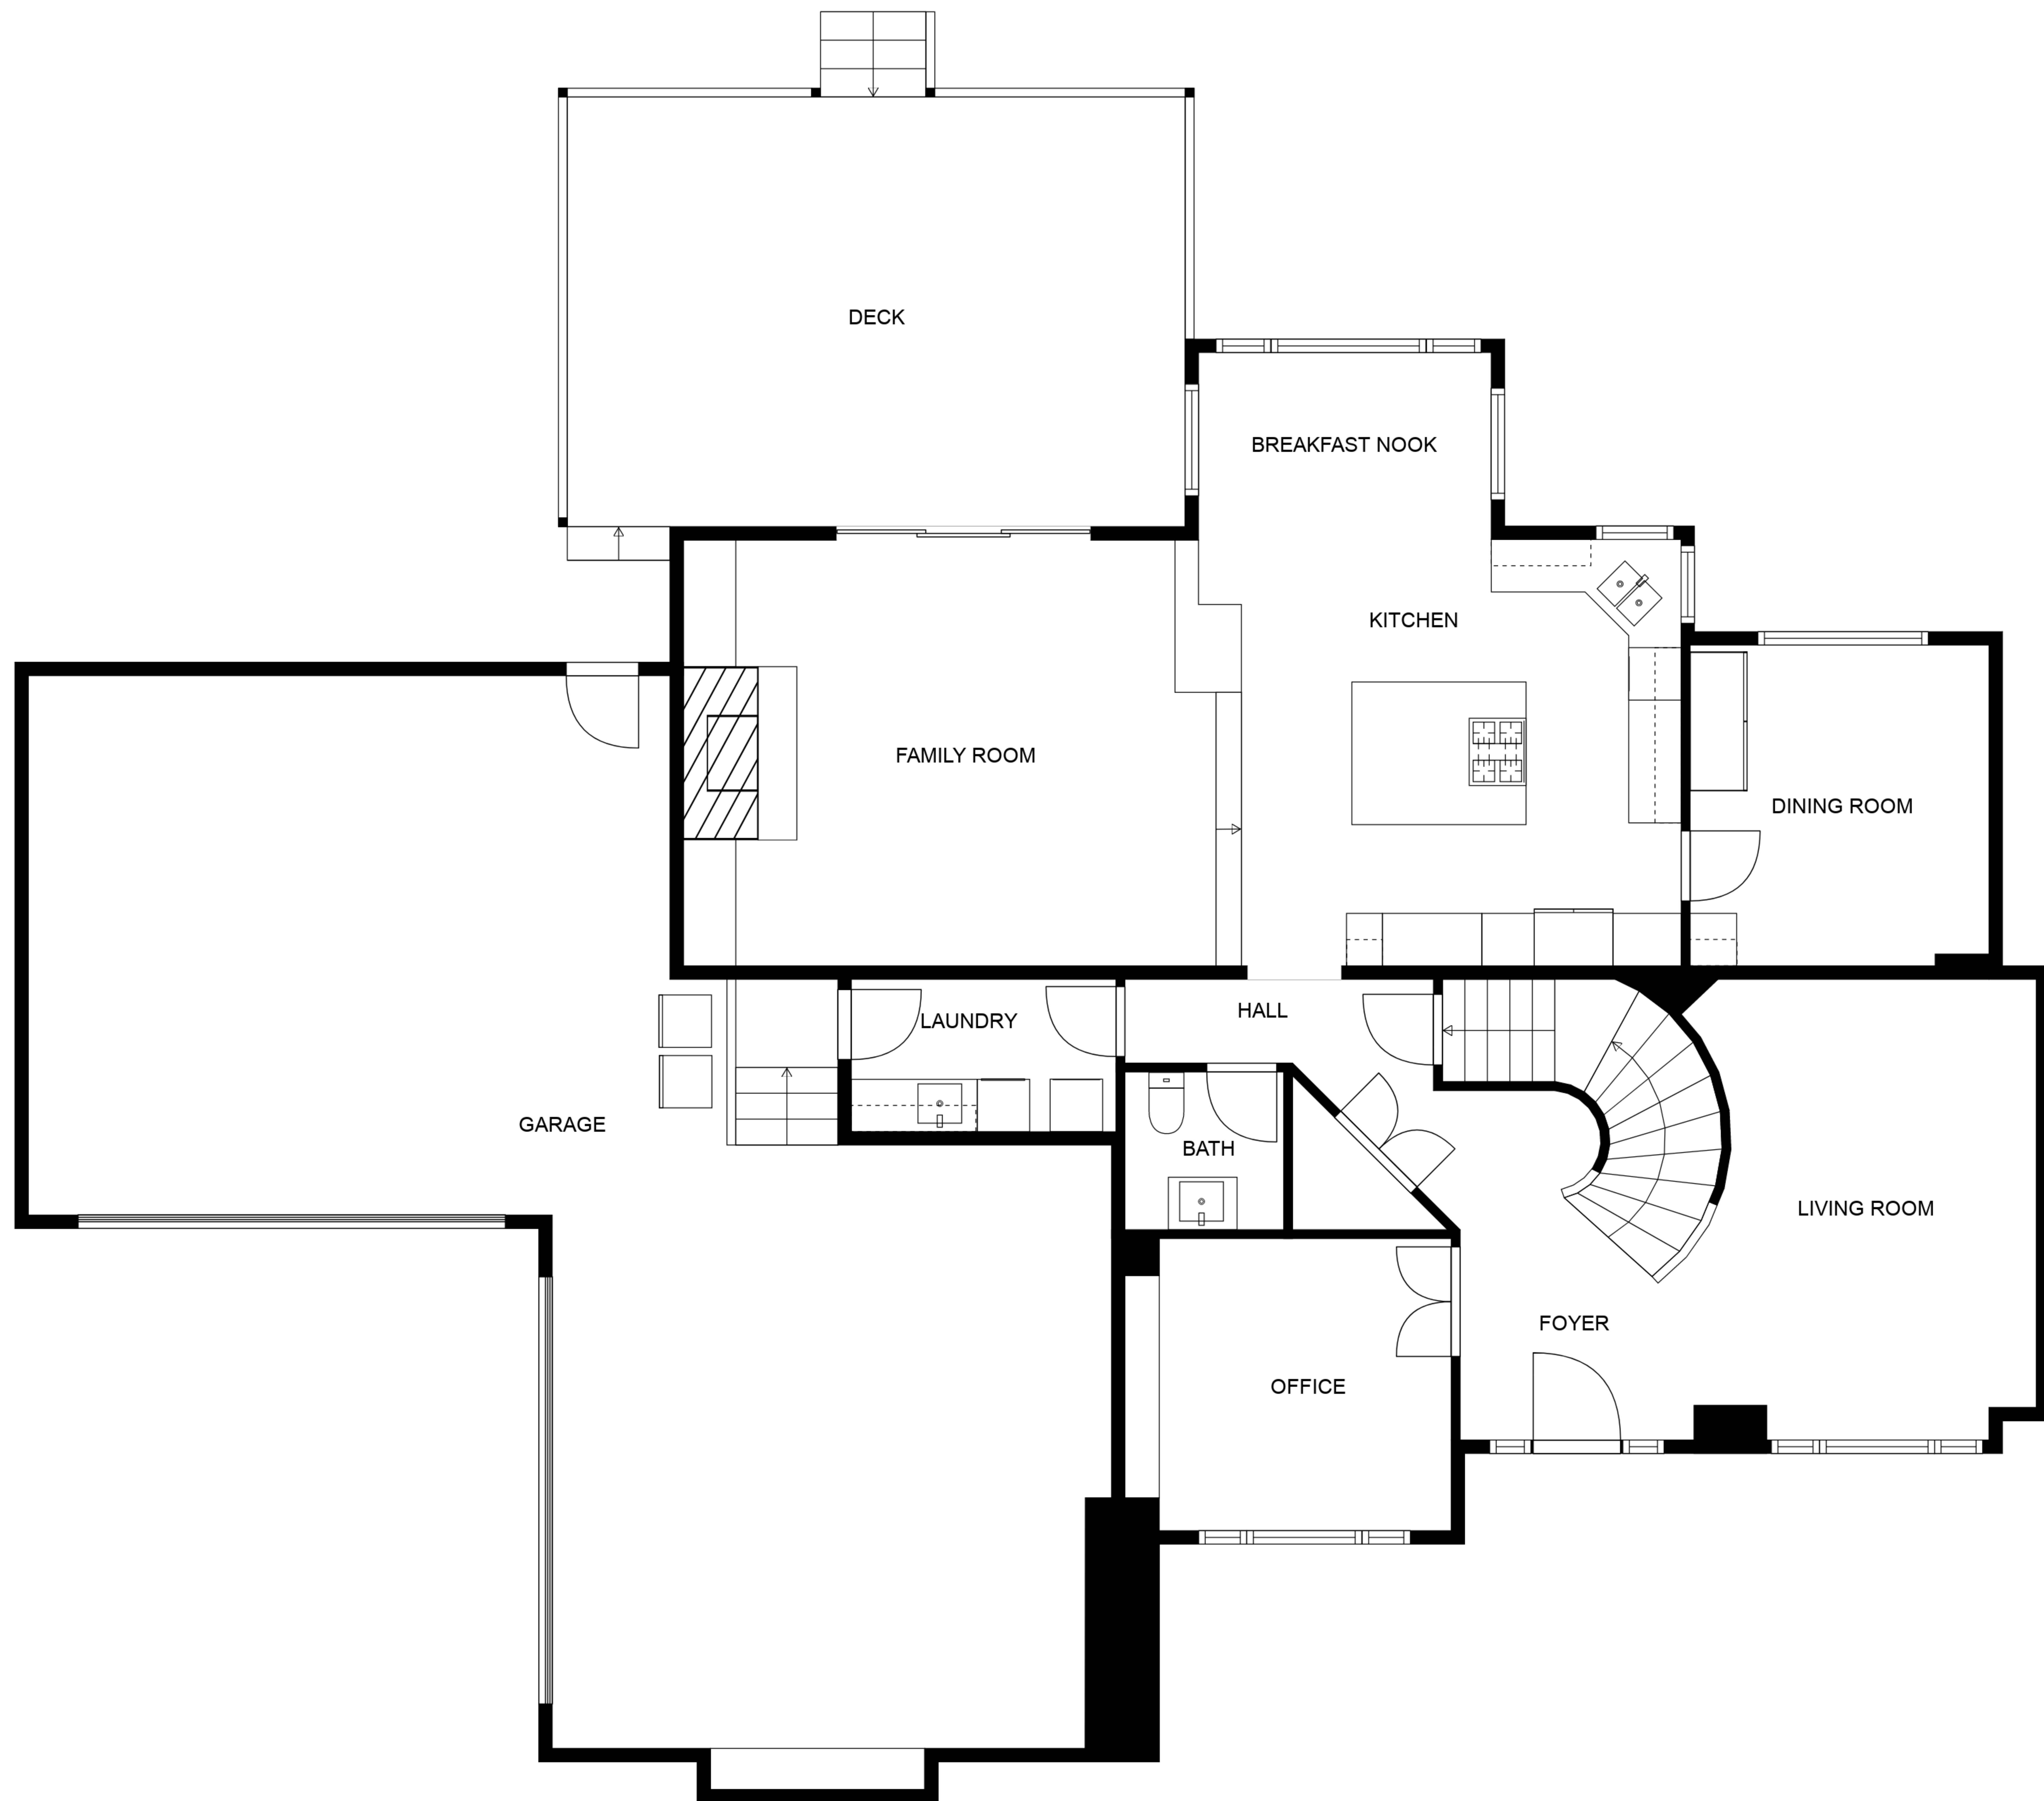 DECK
BREAKFAST NOOK
KITCHEN
FAMILY ROOM
DINING ROOM
HALL
LAUNDRY
GARAGE
BATH
LIVING ROOM
FOYER
OFFICE